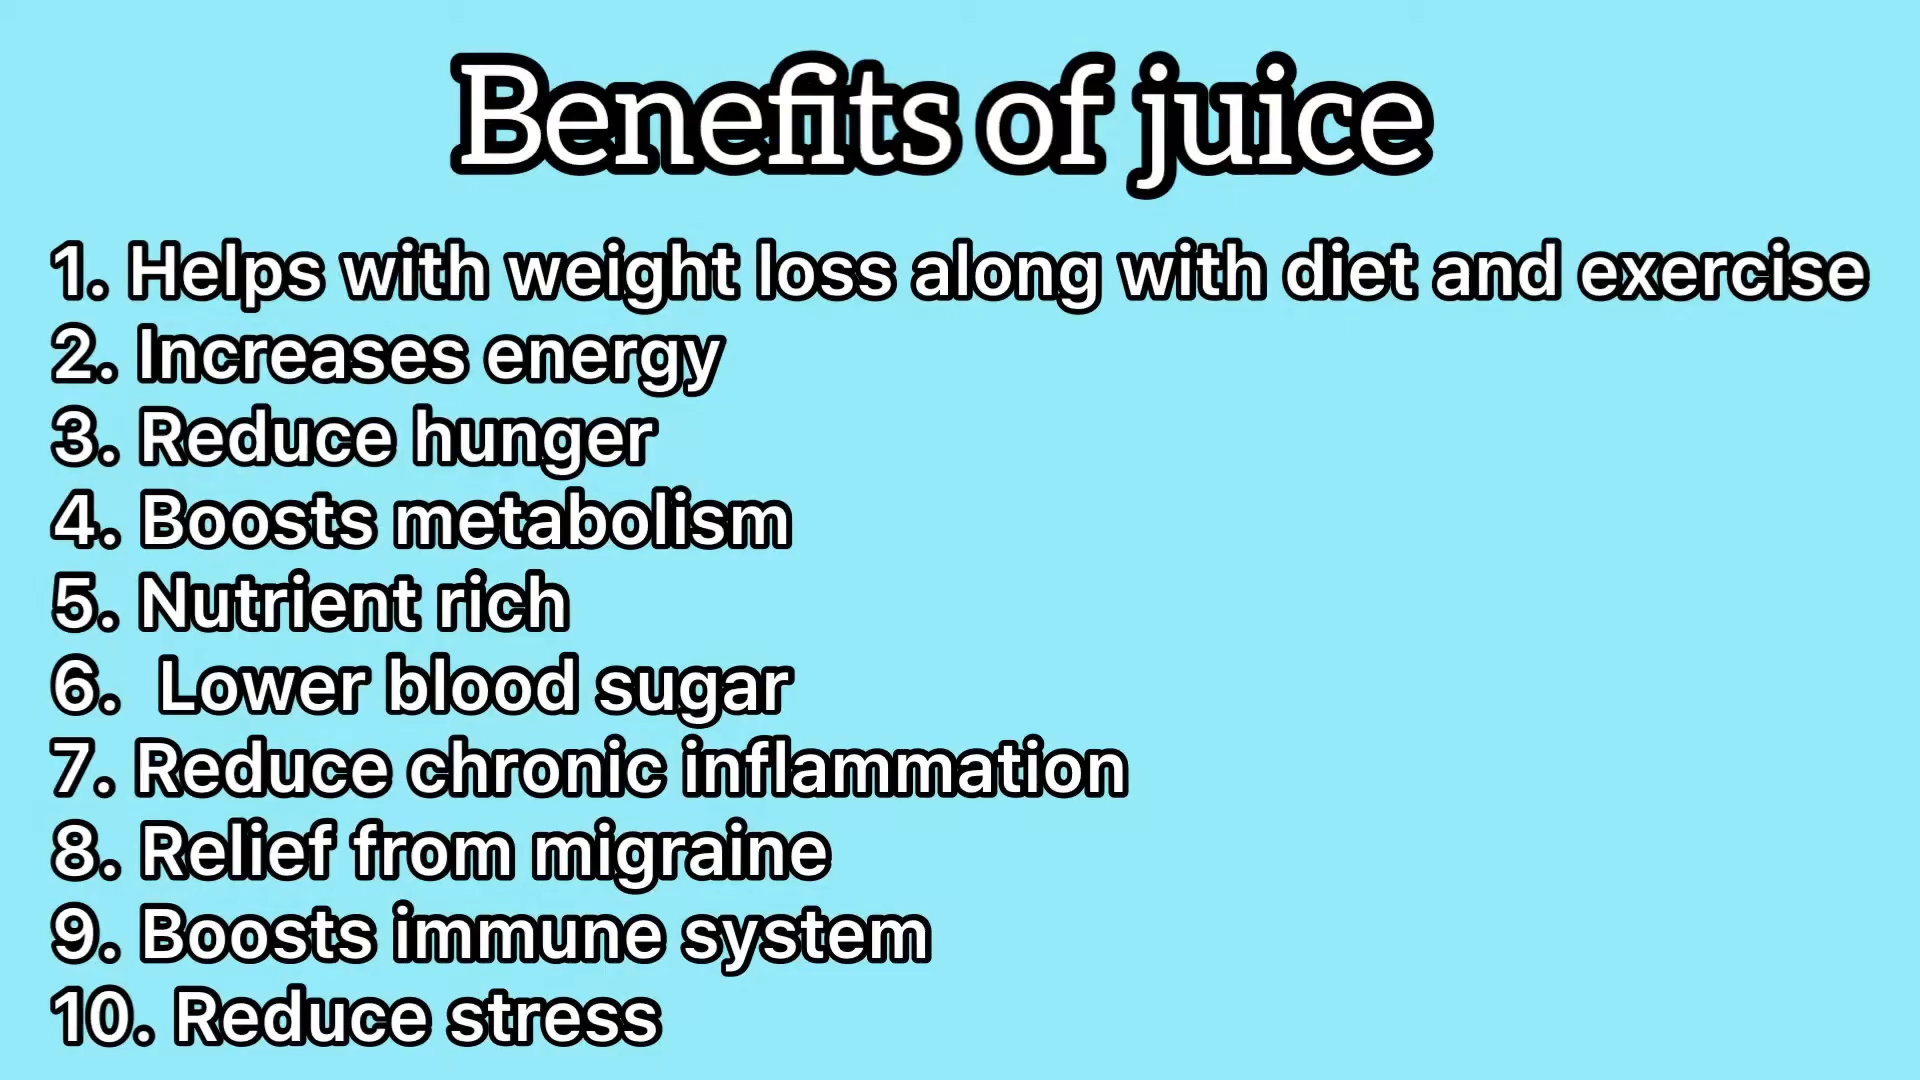 Benefits of juice
1. Helps with weight loss along with diet and exercise
2. Increases energy
3. Reduce hunger
4. Boosts metabolism
5. Nutrient rich
6.  Lower blood sugar
7. Reduce chronic inflammation
8. Relief from migraine
9. Boosts immune system
10. Reduce stress